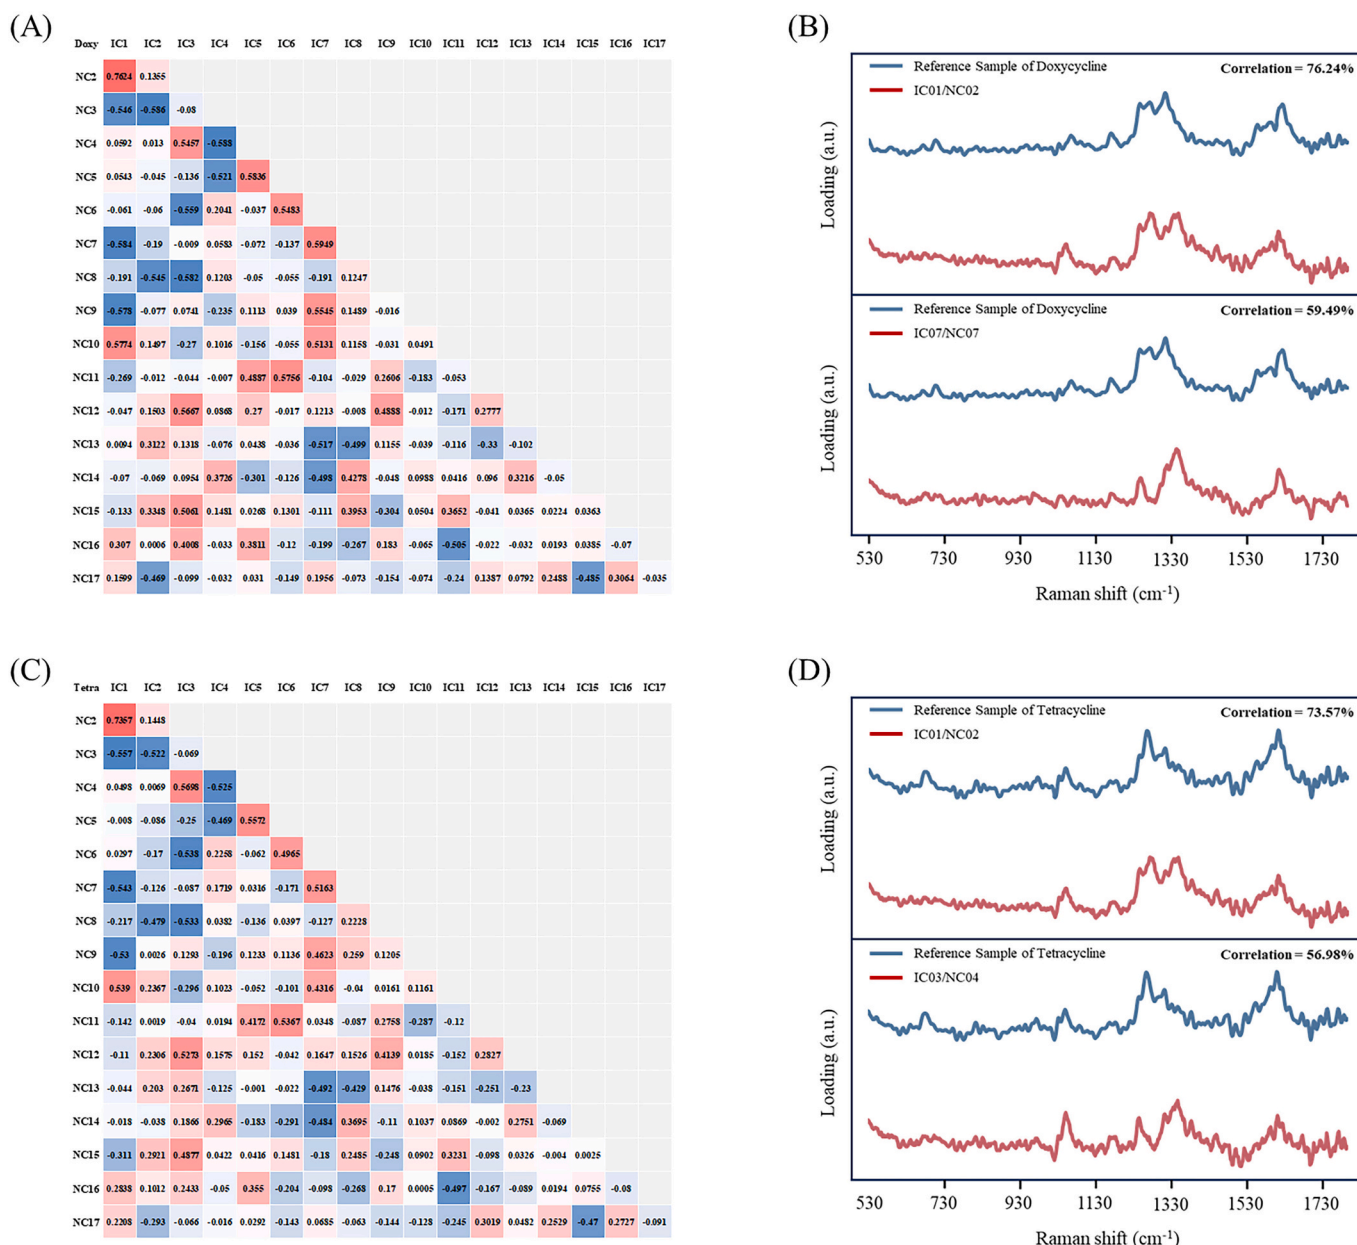 (A)
Doxy IC1 IC2 IC3 IC4 IC5 IC6 IC7 IC8 IC9 IC10 IC11 IC12 IC13 IC14 IC15 IC16 IC17
NC2 0.7624 0.1355
NC3 -0.546 -0.586 -0.08
NC4 0.0592 0.013 0.5457 -0.588
NC5 0.0543 -0.045 -0.136 -0.521 0.5836
NC6 -0.061 -0.06 -0.559 0.2041 -0.037 0.5483
NC7 -0.584 -0.19 -0.009 0.0583 -0.072 -0.137 0.5949
NC8 -0.191 -0.545 -0.582 0.1203 -0.05 -0.055 -0.191 0.1247
NC9 -0.578 -0.077 0.0741 -0.235 0.1113 0.039 0.5545 0.1489 -0.016
NC10 0.5774 0.1497 -0.27 0.1016 -0.156 -0.055 0.5131 0.1158 -0.031 0.0491
NC11 -0.269 -0.012 -0.044 -0.007 0.4887 0.5756 -0.104 -0.029 0.2606 -0.183 -0.053
NC12 -0.047 0.1503 0.5667 0.0868 0.27 -0.017 0.1213 -0.008 0.4888 -0.012 -0.171 0.2777
NC13 0.0094 0.3122 0.1318 -0.076 0.0438 -0.036 -0.517 -0.499 0.1155 -0.039 -0.116 -0.33 -0.102
NC14 -0.07 -0.069 0.0954 0.3726 -0.301 -0.126 -0.498 0.4278 -0.048 0.0988 0.0416 0.096 0.3216 -0.05
NC15 -0.133 0.3348 0.5061 0.1481 0.0268 0.1301 -0.111 0.3953 -0.304 0.0504 0.3652 -0.041 0.0365 0.0224 0.0363
NC16 0.307 0.0006 0.4008 -0.033 0.3811 -0.12 -0.199 -0.267 0.183 -0.065 -0.505 -0.022 -0.032 0.0193 0.0385 -0.07
NC17 0.1599 -0.469 -0.099 -0.032 0.031 -0.149 0.1956 -0.073 -0.154 -0.074 -0.24 0.1387 0.0792 0.2488 -0.485 0.3064 -0.035
(B)
Reference Sample of Doxycycline Correlation = 76.24%
IC01/NC02
Loading (a.u.)
Reference Sample of Doxycycline Correlation = 59.49%
IC07/NC07
Loading (a.u.)
530 730 930 1130 1330 1530 1730
Raman shift (cm⁻¹)
(C)
Tetra IC1 IC2 IC3 IC4 IC5 IC6 IC7 IC8 IC9 IC10 IC11 IC12 IC13 IC14 IC15 IC16 IC17
NC2 0.7357 0.1448
NC3 -0.557 -0.522 -0.069
NC4 0.0498 0.0069 0.5698 -0.525
NC5 -0.008 -0.086 -0.25 -0.469 0.5572
NC6 0.0297 -0.17 -0.538 0.2258 -0.062 0.4965
NC7 -0.543 -0.126 -0.087 0.1719 0.0316 -0.171 0.5163
NC8 -0.217 -0.479 -0.533 0.0382 -0.136 0.0397 -0.127 0.2228
NC9 -0.53 0.0026 0.1293 -0.196 0.1233 0.1136 0.4623 0.259 0.1205
NC10 0.539 0.2367 -0.296 0.1023 -0.052 -0.101 0.4316 -0.04 0.0161 0.1161
NC11 -0.142 0.0019 -0.04 0.0194 0.4172 0.5367 0.0348 -0.087 0.2758 -0.287 -0.12
NC12 -0.11 0.2306 0.5273 0.1575 0.152 -0.042 0.1647 0.1526 0.4139 0.0185 -0.152 0.2827
NC13 -0.044 0.203 0.2671 -0.125 -0.001 -0.022 -0.492 -0.429 0.1476 -0.038 -0.151 -0.251 -0.23
NC14 -0.018 -0.038 0.1866 0.2965 -0.183 -0.291 -0.484 0.3695 -0.11 0.1037 0.0869 -0.002 0.2751 -0.069
NC15 -0.311 0.2921 0.4877 0.0422 0.0416 0.1481 -0.18 0.2485 -0.248 0.0902 0.3231 -0.098 0.0326 -0.004 0.0025
NC16 0.2838 0.1012 0.2433 -0.05 0.355 -0.204 -0.098 -0.268 0.17 0.0005 -0.497 -0.167 -0.089 0.0194 0.0755 -0.08
NC17 0.2208 -0.293 -0.066 -0.016 0.0292 -0.143 0.0685 -0.063 -0.144 -0.128 -0.245 0.3019 0.0482 0.2529 -0.47 0.2727 -0.091
(D)
Reference Sample of Tetracycline Correlation = 73.57%
IC01/NC02
Loading (a.u.)
Reference Sample of Tetracycline Correlation = 56.98%
IC03/NC04
Loading (a.u.)
530 730 930 1130 1330 1530 1730
Raman shift (cm⁻¹)